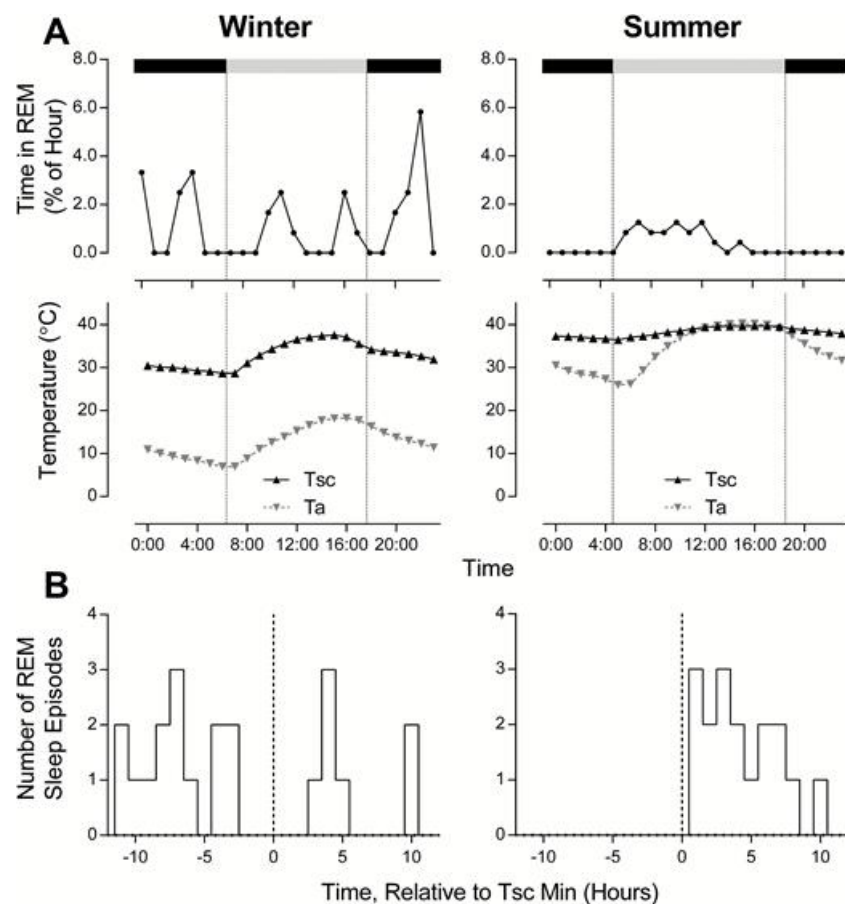 A
Winter
Summer
Time in REM
(% of Hour)
8.0
6.0
4.0
2.0
0.0
8.0
6.0
4.0
2.0
0.0
Temperature (°C)
40
30
20
10
0
Tsc
Ta
40
30
20
10
0
Tsc
Ta
0:00 4:00 8:00 12:00 16:00 20:00
0:00 4:00 8:00 12:00 16:00 20:00
Time
B
Number of REM
Sleep Episodes
4
3
2
1
0
-10 -5 0 5 10
4
3
2
1
0
-10 -5 0 5 10
Time, Relative to Tsc Min (Hours)